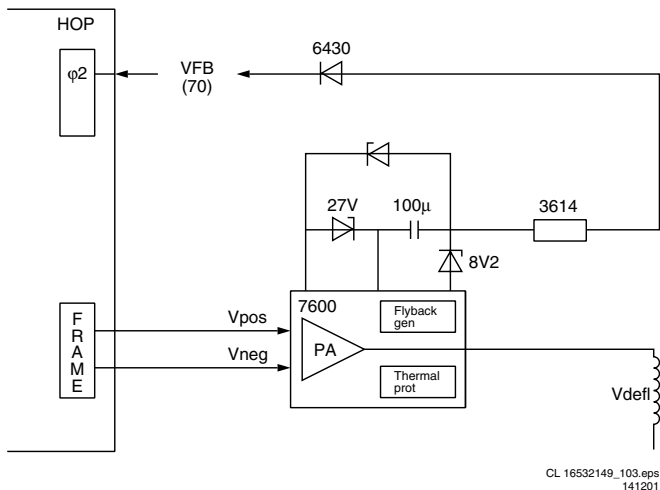 HOP
6430
φ2
VFB
(70)
27V
100µ
3614
8V2
7600
Flyback
gen
FRAME
Vpos
Vneg
PA
Thermal
prot
Vdefl
CL 16532149_103.eps
141201